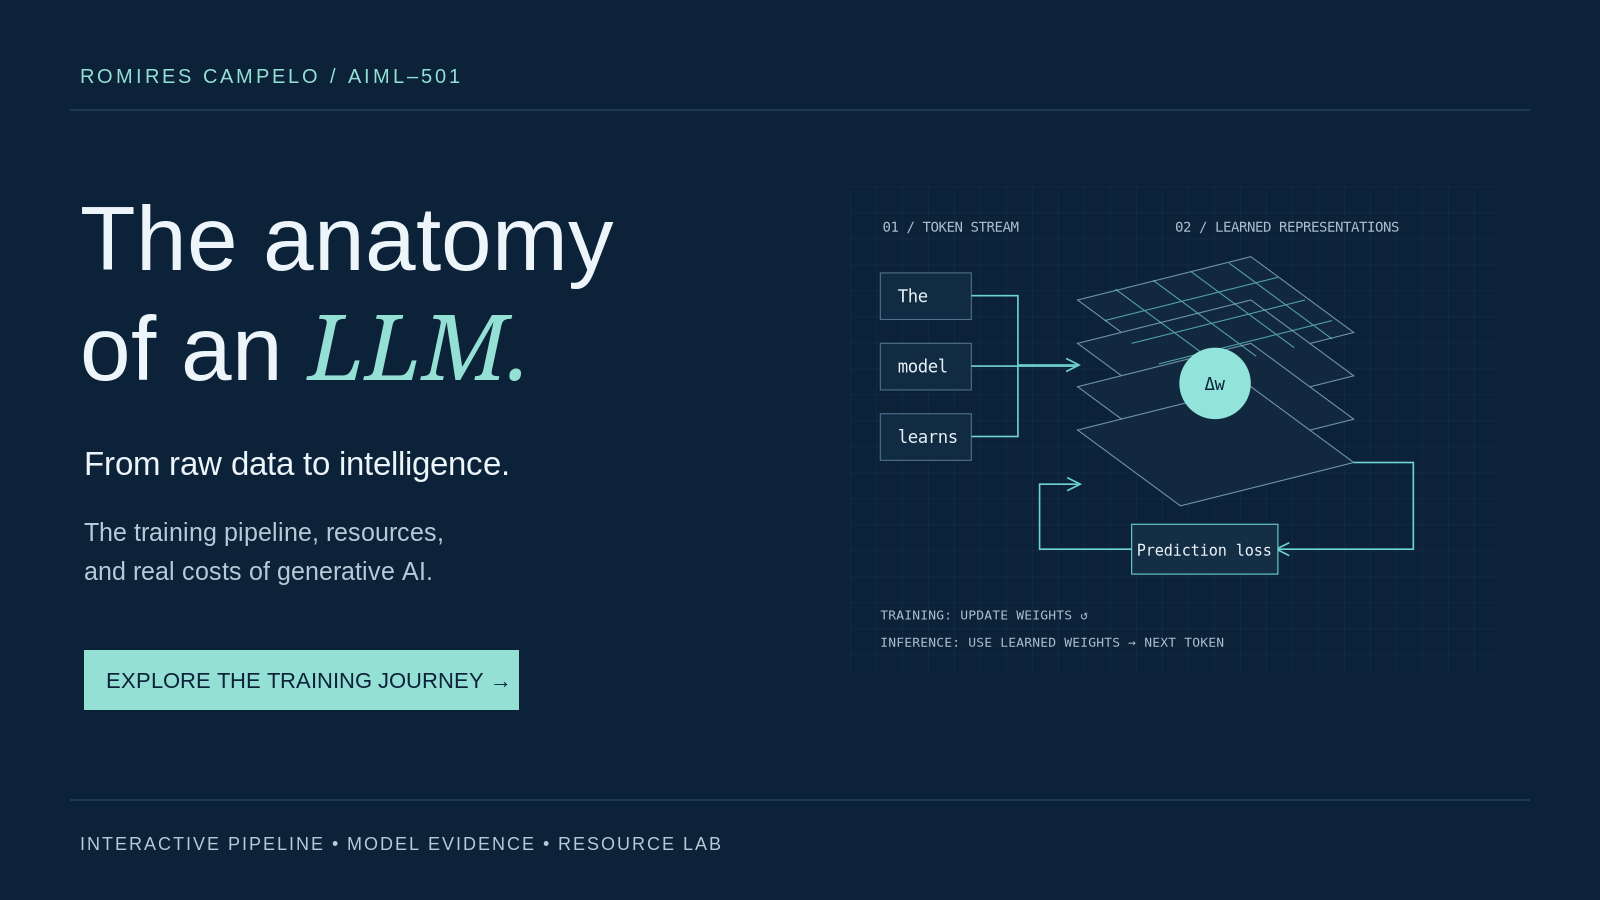 ROMIRES CAMPELO / AIML–501
The anatomy
of an LLM.
From raw data to intelligence.
The training pipeline, resources,
and real costs of generative AI.
EXPLORE THE TRAINING JOURNEY →
01 / TOKEN STREAM
02 / LEARNED REPRESENTATIONS
The
model
learns
Δw
Prediction loss
TRAINING: UPDATE WEIGHTS ↺
INFERENCE: USE LEARNED WEIGHTS → NEXT TOKEN
INTERACTIVE PIPELINE • MODEL EVIDENCE • RESOURCE LAB